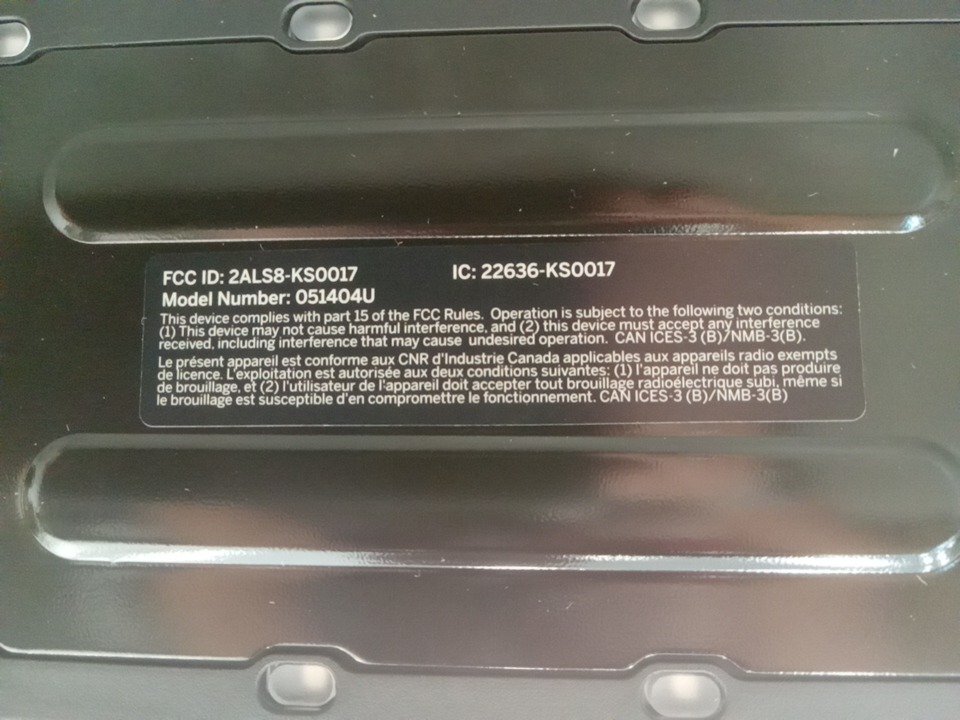 FCC ID: 2ALS8-KS0017 IC: 22636-KS0017
Model Number: 051404U
This device complies with part 15 of the FCC Rules. Operation is subject to the following two conditions:
(1) This device may not cause harmful interference, and (2) this device must accept any interference
received, including interference that may cause undesired operation. CAN ICES-3 (B)/NMB-3(B).
Le présent appareil est conforme aux CNR d'Industrie Canada applicables aux appareils radio exempts
de licence. L'exploitation est autorisée aux deux conditions suivantes: (1) l'appareil ne doit pas produire
de brouillage, et (2) l'utilisateur de l'appareil doit accepter tout brouillage radioélectrique subi, même si
le brouillage est susceptible d'en compromettre le fonctionnement. CAN ICES-3 (B)/NMB-3(B)